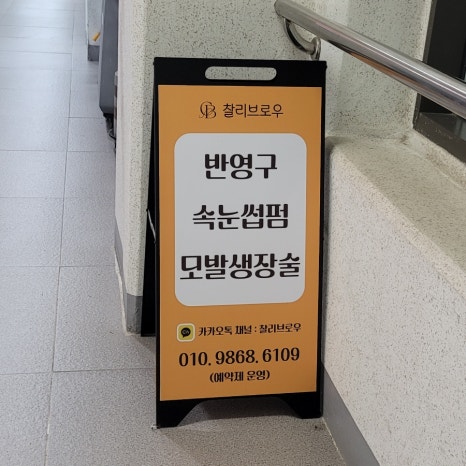 찰리브로우
반영구
속눈썹펌
모발생장술
카카오톡 채널 : 찰리브로우
010. 9868. 6109
(예약제 운영)